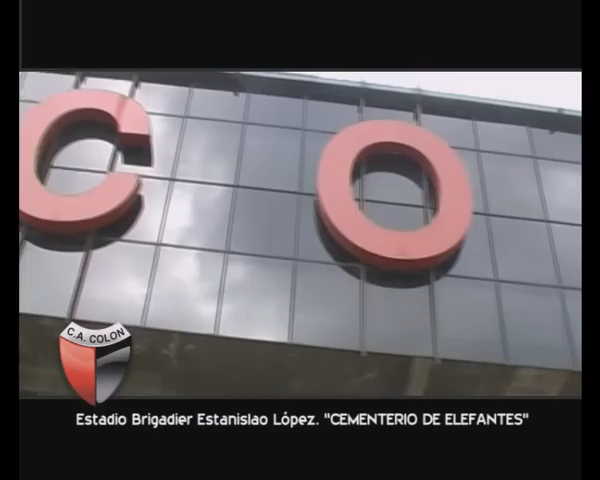 C O
C.A. COLON
Estadio Brigadier Estanislao López. "CEMENTERIO DE ELEFANTES"